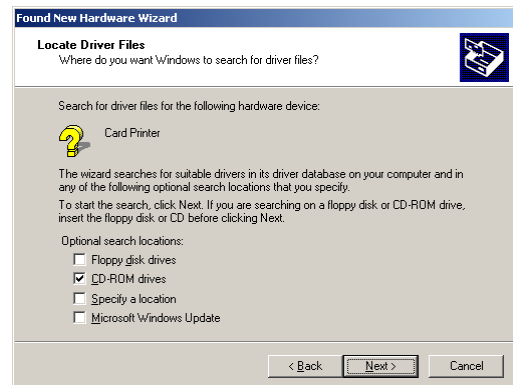 Found New Hardware Wizard
Locate Driver Files
Where do you want Windows to search for driver files?
Search for driver files for the following hardware device:
Card Printer
The wizard searches for suitable drivers in its driver database on your computer and in
any of the following optional search locations that you specify.
To start the search, click Next. If you are searching on a floppy disk or CD-ROM drive,
insert the floppy disk or CD before clicking Next.
Optional search locations:
Floppy disk drives
CD-ROM drives
Specify a location
Microsoft Windows Update
< Back Next > Cancel